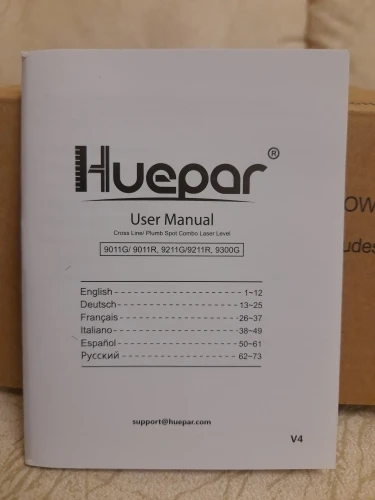 Huepar®
User Manual
Cross Line/ Plumb Spot Combo Laser Level
9011G/ 9011R, 9211G/9211R, 9300G
English 1~12
Deutsch 13~25
Français 26~37
Italiano 38~49
Español 50~61
Русский 62~73
support@huepar.com
V4